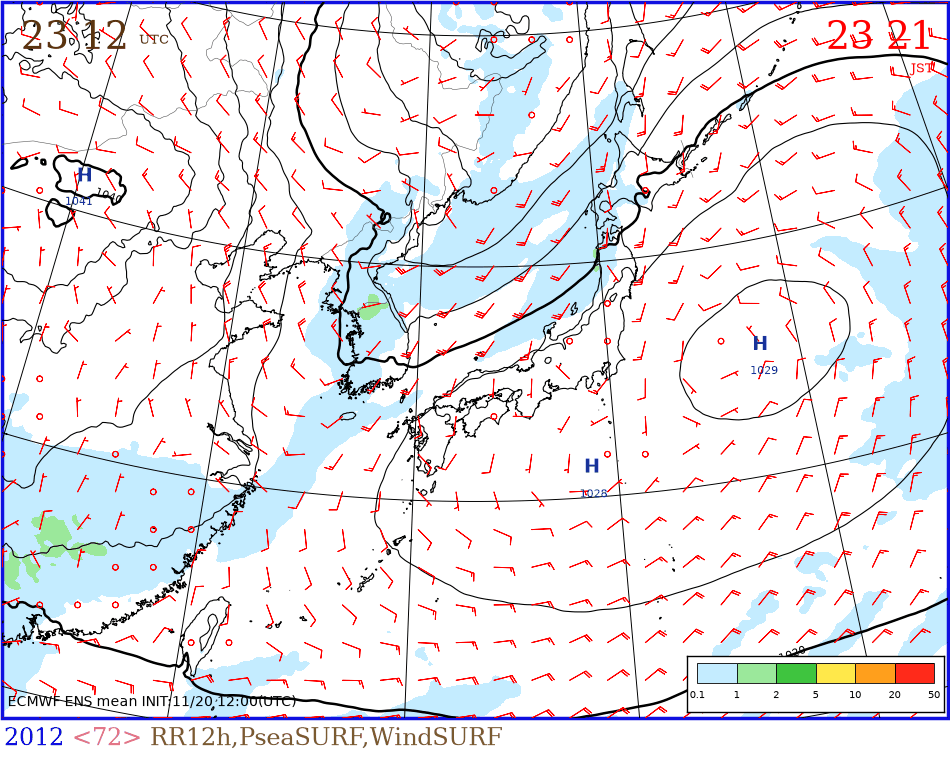 23 12 UTC
23 21
JST
H
1040
1041
H
1029
H
1028
1020
0.1 1 2 5 10 20 50
ECMWF ENS mean INIT:11/20,12:00(UTC)
2012 <72> RR12h,PseaSURF,WindSURF